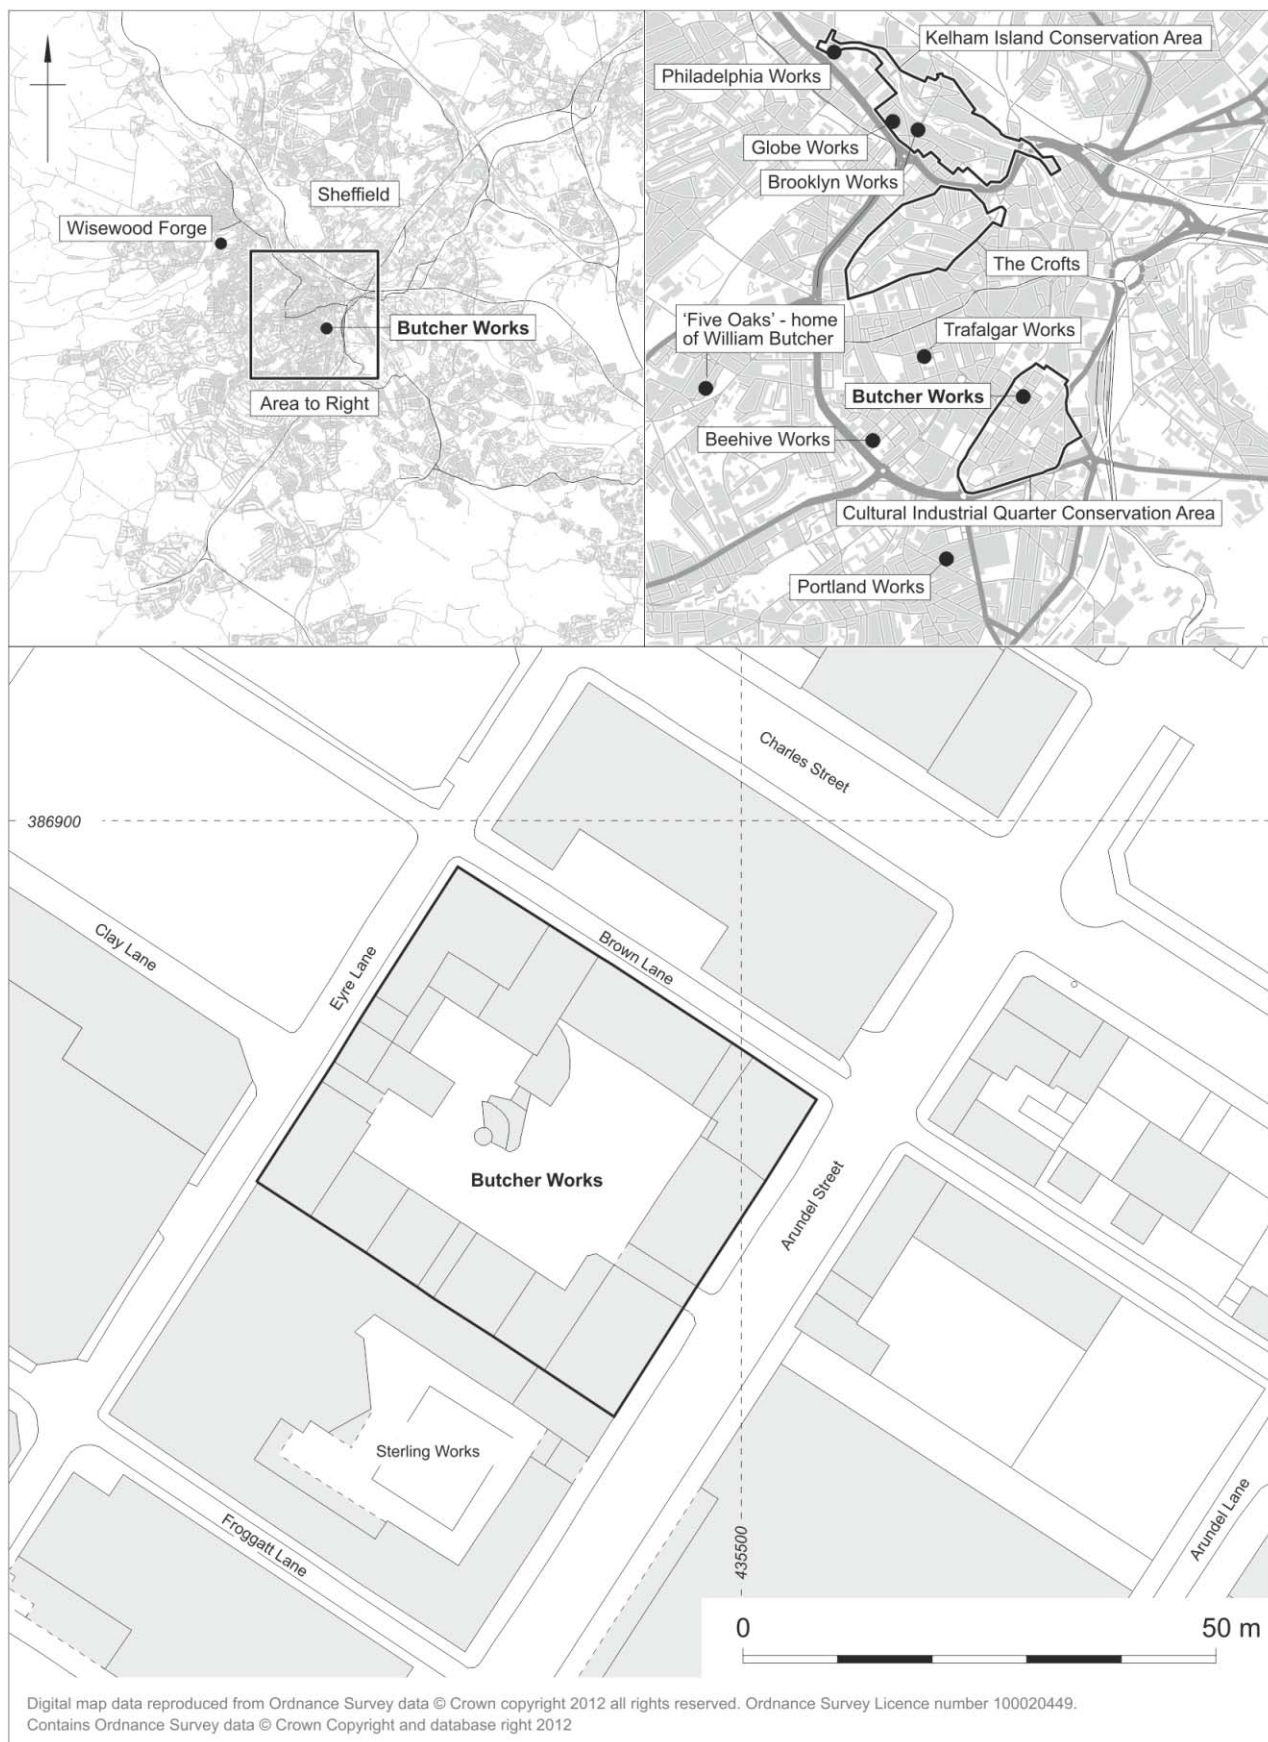 Sheffield
Wisewood Forge
Butcher Works
Area to Right
Kelham Island Conservation Area
Philadelphia Works
Globe Works
Brooklyn Works
The Crofts
'Five Oaks' - home
of William Butcher
Trafalgar Works
Butcher Works
Beehive Works
Cultural Industrial Quarter Conservation Area
Portland Works
Charles Street
386900
Clay Lane
Eyre Lane
Brown Lane
Butcher Works
Arundel Street
Sterling Works
Froggatt Lane
435500
Arundel Lane
0 50 m
Digital map data reproduced from Ordnance Survey data © Crown copyright 2012 all rights reserved. Ordnance Survey Licence number 100020449.
Contains Ordnance Survey data © Crown Copyright and database right 2012